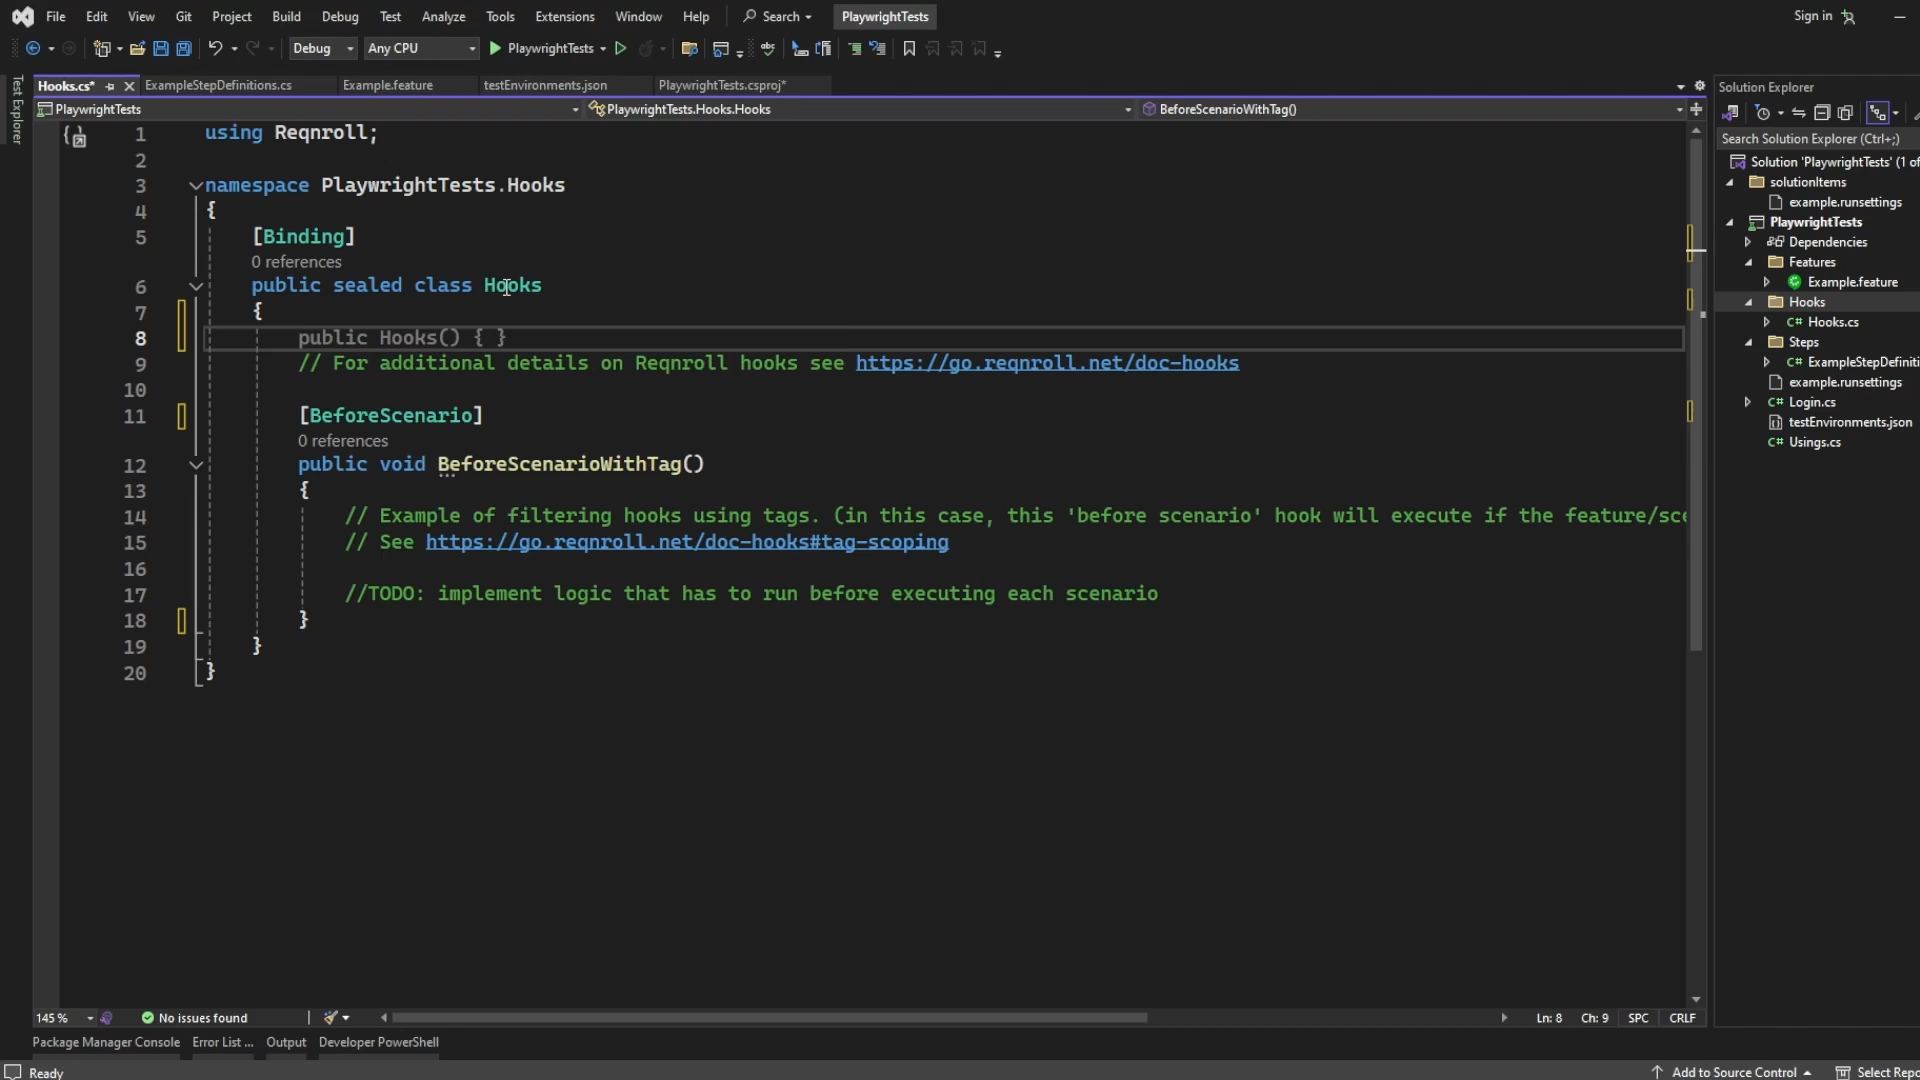 File Edit View Git Project Build Debug Test Analyze Tools Extensions Window Help Search PlaywrightTests Sign in
Debug Any CPU PlaywrightTests
Test Explorer
Hooks.cs* ExampleStepDefinitions.cs Example.feature testEnvironments.json PlaywrightTests.csproj*
PlaywrightTests PlaywrightTests.Hooks.Hooks BeforeScenarioWithTag()
1 using Reqnroll;
2
3 namespace PlaywrightTests.Hooks
4 {
5 [Binding]
0 references
6 public sealed class Hooks
7 {
8 public Hooks() { }
9 // For additional details on Reqnroll hooks see https://go.reqnroll.net/doc-hooks
10
11 [BeforeScenario]
0 references
12 public void BeforeScenarioWithTag()
13 {
14 // Example of filtering hooks using tags. (in this case, this 'before scenario' hook will execute if the feature/sce
15 // See https://go.reqnroll.net/doc-hooks#tag-scoping
16
17 //TODO: implement logic that has to run before executing each scenario
18 }
19 }
20 }
Solution Explorer
Search Solution Explorer (Ctrl+;)
Solution 'PlaywrightTests' (1 of
solutionItems
example.runsettings
PlaywrightTests
Dependencies
Features
Example.feature
Hooks
C# Hooks.cs
Steps
C# ExampleStepDefiniti
example.runsettings
C# Login.cs
testEnvironments.json
C# Usings.cs
145 % No issues found Ln: 8 Ch: 9 SPC CRLF
Package Manager Console Error List ... Output Developer PowerShell
Ready Add to Source Control Select Repo